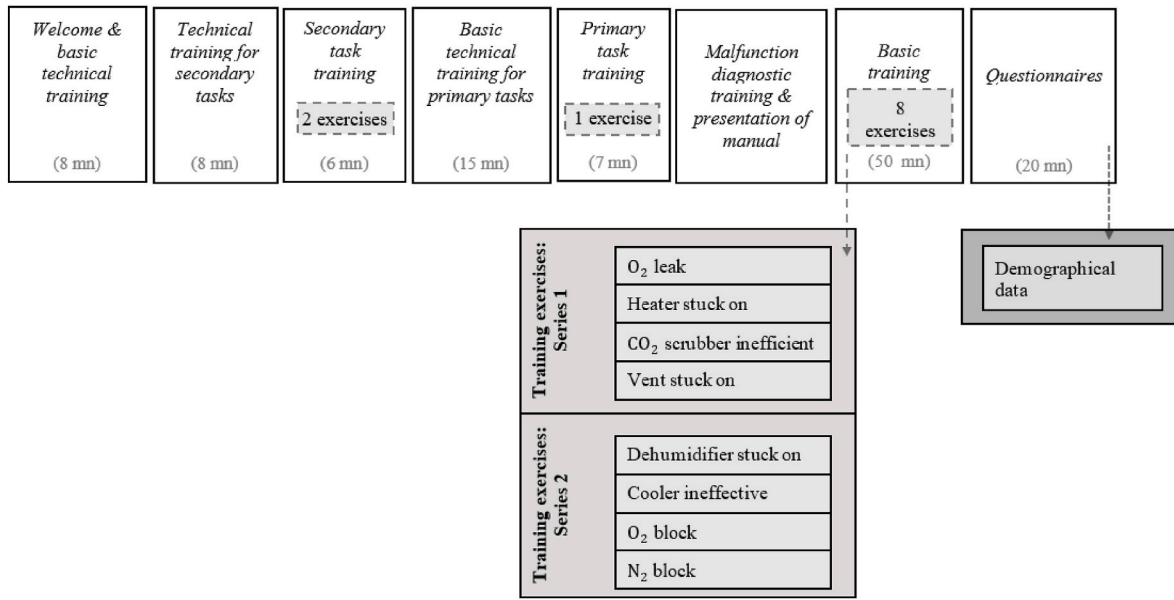 Welcome &
basic
technical
training
(8 mn)
Technical
training for
secondary
tasks
(8 mn)
Secondary
task
training
2 exercises
(6 mn)
Basic
technical
training for
primary tasks
(15 mn)
Primary
task
training
1 exercise
(7 mn)
Malfunction
diagnostic
training &
presentation of
manual
Basic
training
8
exercises
(50 mn)
Questionnaires
(20 mn)
Training exercises:
Series 1
O₂ leak
Heater stuck on
CO₂ scrubber inefficient
Vent stuck on
Training exercises:
Series 2
Dehumidifier stuck on
Cooler ineffective
O₂ block
N₂ block
Demographical
data